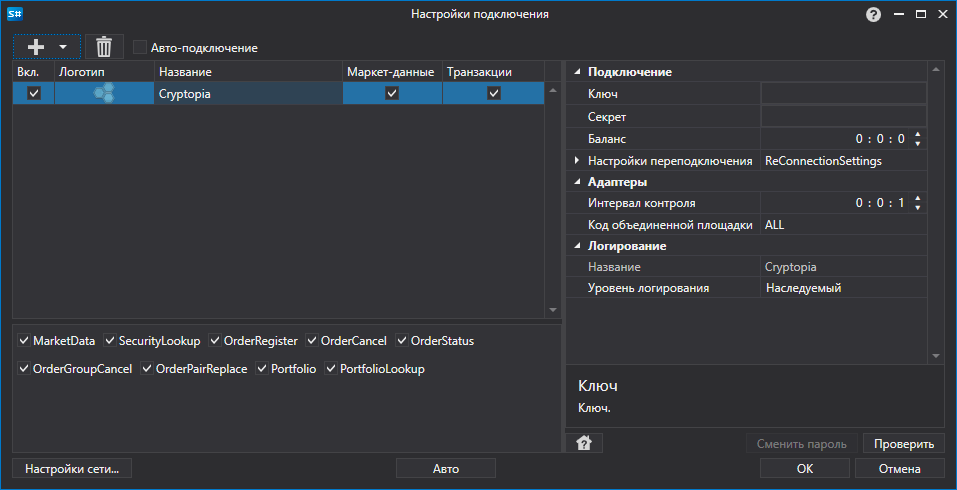 S#
Настройки подключения
Авто-подключение
Вкл. Логотип Название Маркет-данные Транзакции
Cryptopia
MarketData SecurityLookup OrderRegister OrderCancel OrderStatus
OrderGroupCancel OrderPairReplace Portfolio PortfolioLookup
Подключение
Ключ
Секрет
Баланс 0 : 0 : 0
Настройки переподключения ReConnectionSettings
Адаптеры
Интервал контроля 0 : 0 : 1
Код объединенной площадки ALL
Логирование
Название Cryptopia
Уровень логирования Наследуемый
Ключ
Ключ.
Сменить пароль Проверить
Настройки сети... Авто OK Отмена